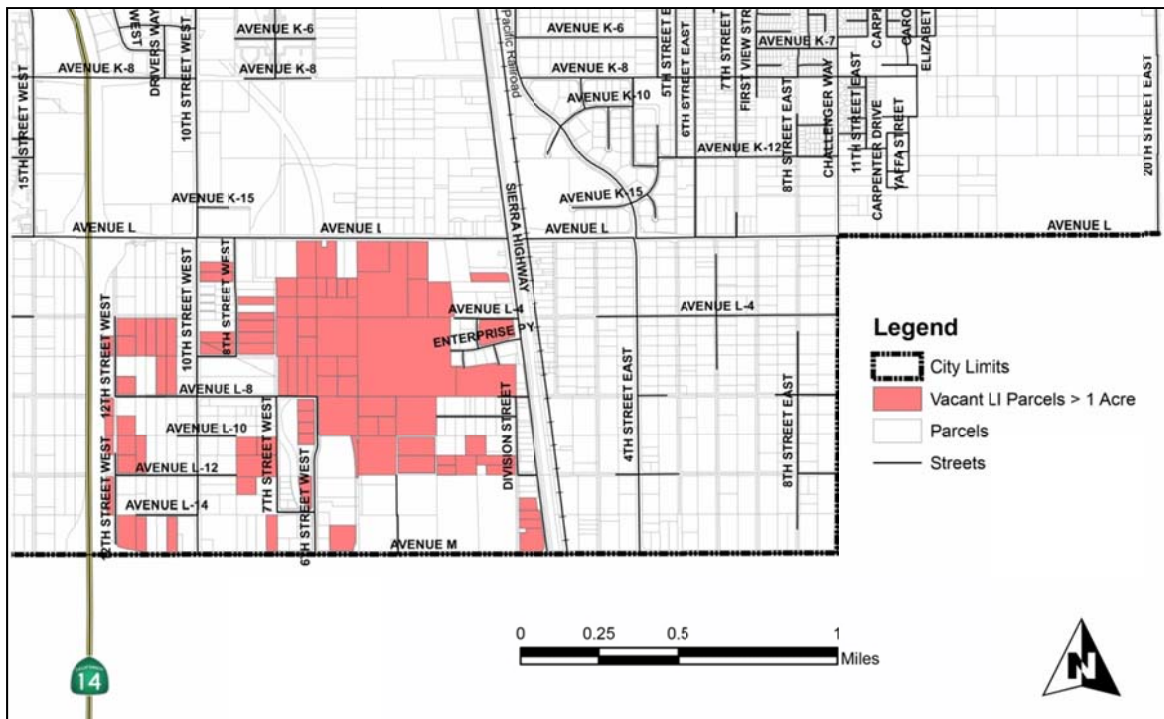 WEST
DRIVERS WAY
10TH STREET WEST
AVENUE K-6
Pacific Railroad
AVENUE K-6
5TH STREET E
6TH STREET EAST
7TH STREET
FIRST VIEW STR
AVENUE K-7
CARPE
CARO
ELIZABET
AVENUE K-8
AVENUE K-8
AVENUE K-8
AVENUE K-10
15TH STREET WEST
8TH STREET EAST
CHALLENGER WAY
11TH STREET EAST
CARPENTER DRIVE
YAFFA STREET
20TH STREET EAST
AVENUE K-12
AVENUE K-15
SIERRA HIGHWAY
AVENUE K-15
AVENUE L
AVENUE L
AVENUE L
AVENUE L
10TH STREET WEST
8TH STREET WEST
AVENUE L-4
AVENUE L-4
ENTERPRISE PY
12TH STREET WEST
AVENUE L-8
4TH STREET EAST
8TH STREET EAST
DIVISION STREET
AVENUE L-10
7TH STREET WEST
AVENUE L-12
12TH STREET WEST
6TH STREET WEST
AVENUE L-14
AVENUE M
Legend
City Limits
Vacant LI Parcels > 1 Acre
Parcels
Streets
0 0.25 0.5 1
Miles
14
N